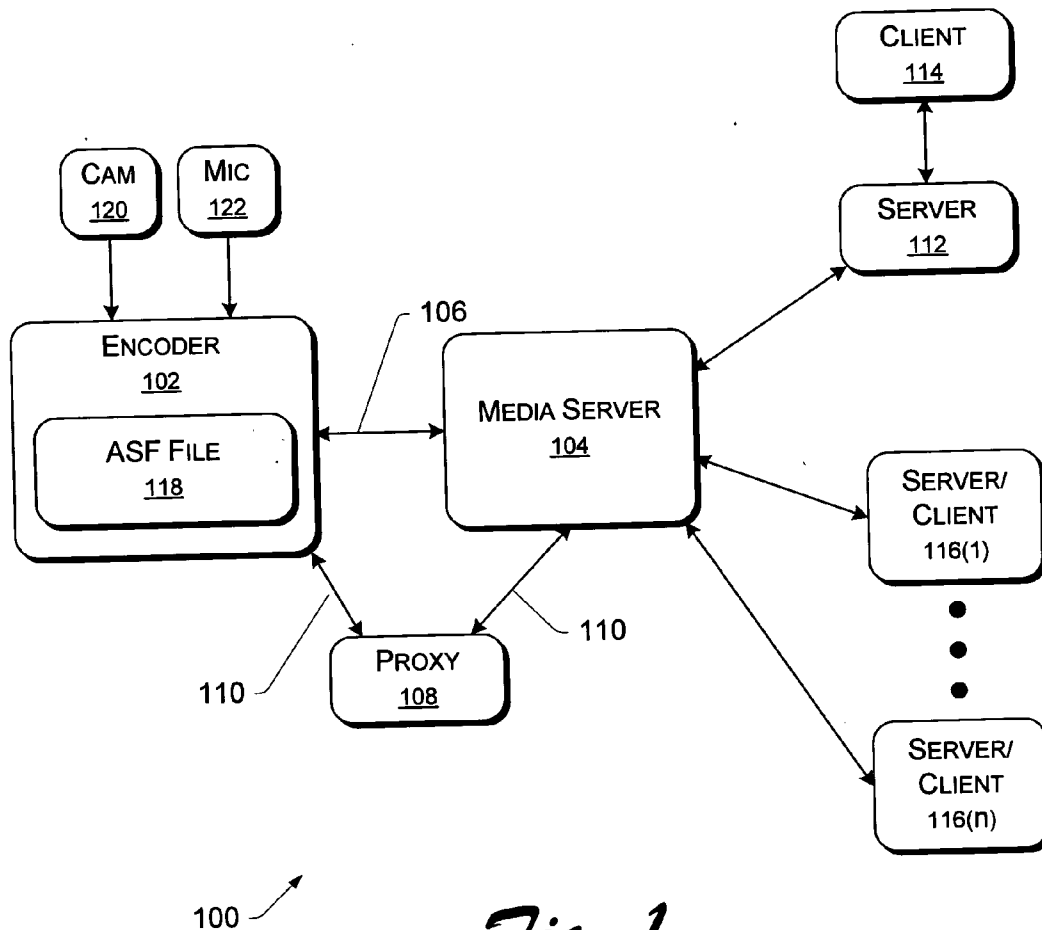 CLIENT
114
CAM
120
MIC
122
SERVER
112
106
ENCODER
102
ASF FILE
118
MEDIA SERVER
104
SERVER/
CLIENT
116(1)
110
110
PROXY
108
SERVER/
CLIENT
116(n)
100
Fig. 1